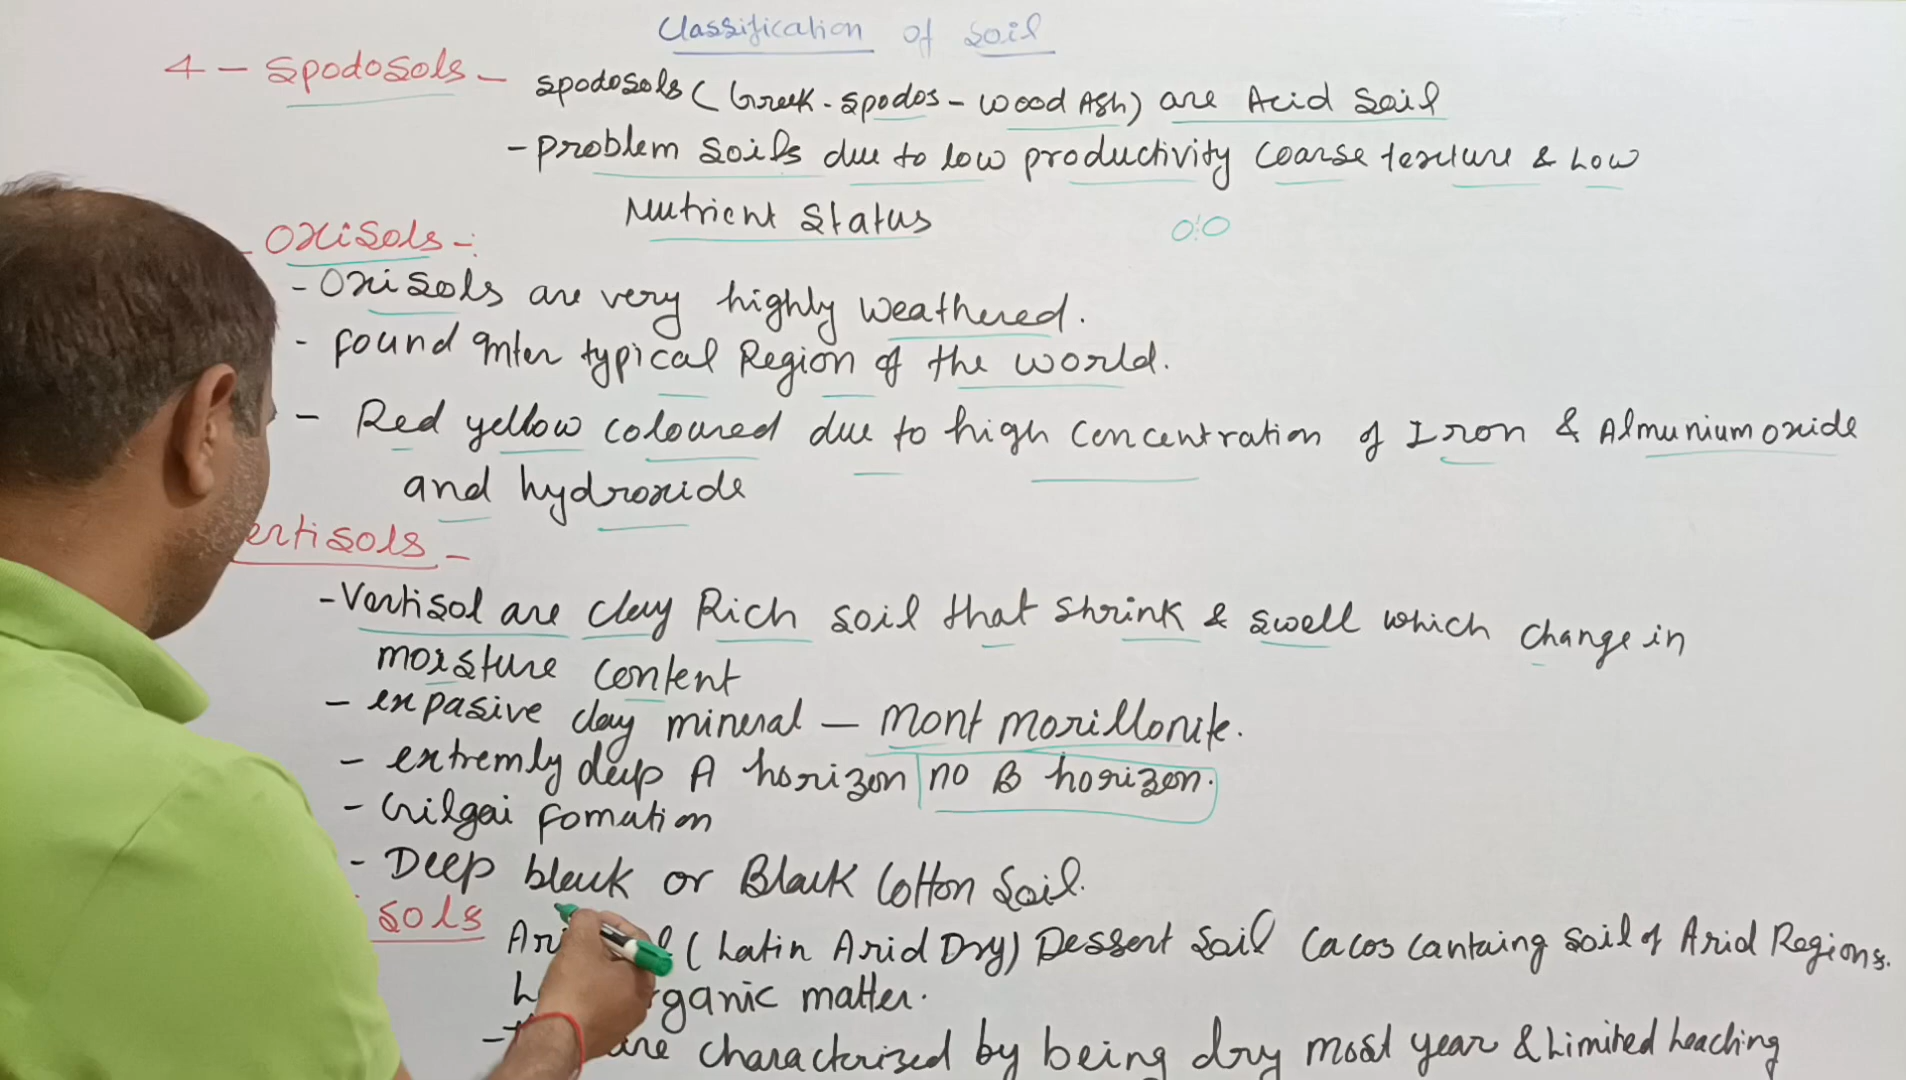 Classification of Soil
4 - Spodosols - Spodosols (Greek - Spodos - wood Ash) are Acid Soil
- Problem Soils due to low productivity Coarse texture & Low
Nutrient Status
Oxisols -:
- Oxisols are very highly weathered.
- found Inter typical Region of the world.
- Red yellow coloured due to high concentration of Iron & Almunium oxide
and hydroxide
ertisols -
- Vertisol are clay Rich soil that shrink & swell which change in
moisture content
- expasive clay mineral - montmorillonite.
- extremly deep A horizon no B horizon.
- Gilgai fomation
- Deep black or Black Cotton Soil.
sols
(Latin Arid Dry) Dessert Soil CaCO3 containg soil of Arid Regions.
organic matter.
- are characterized by being dry most year & Limited Leaching